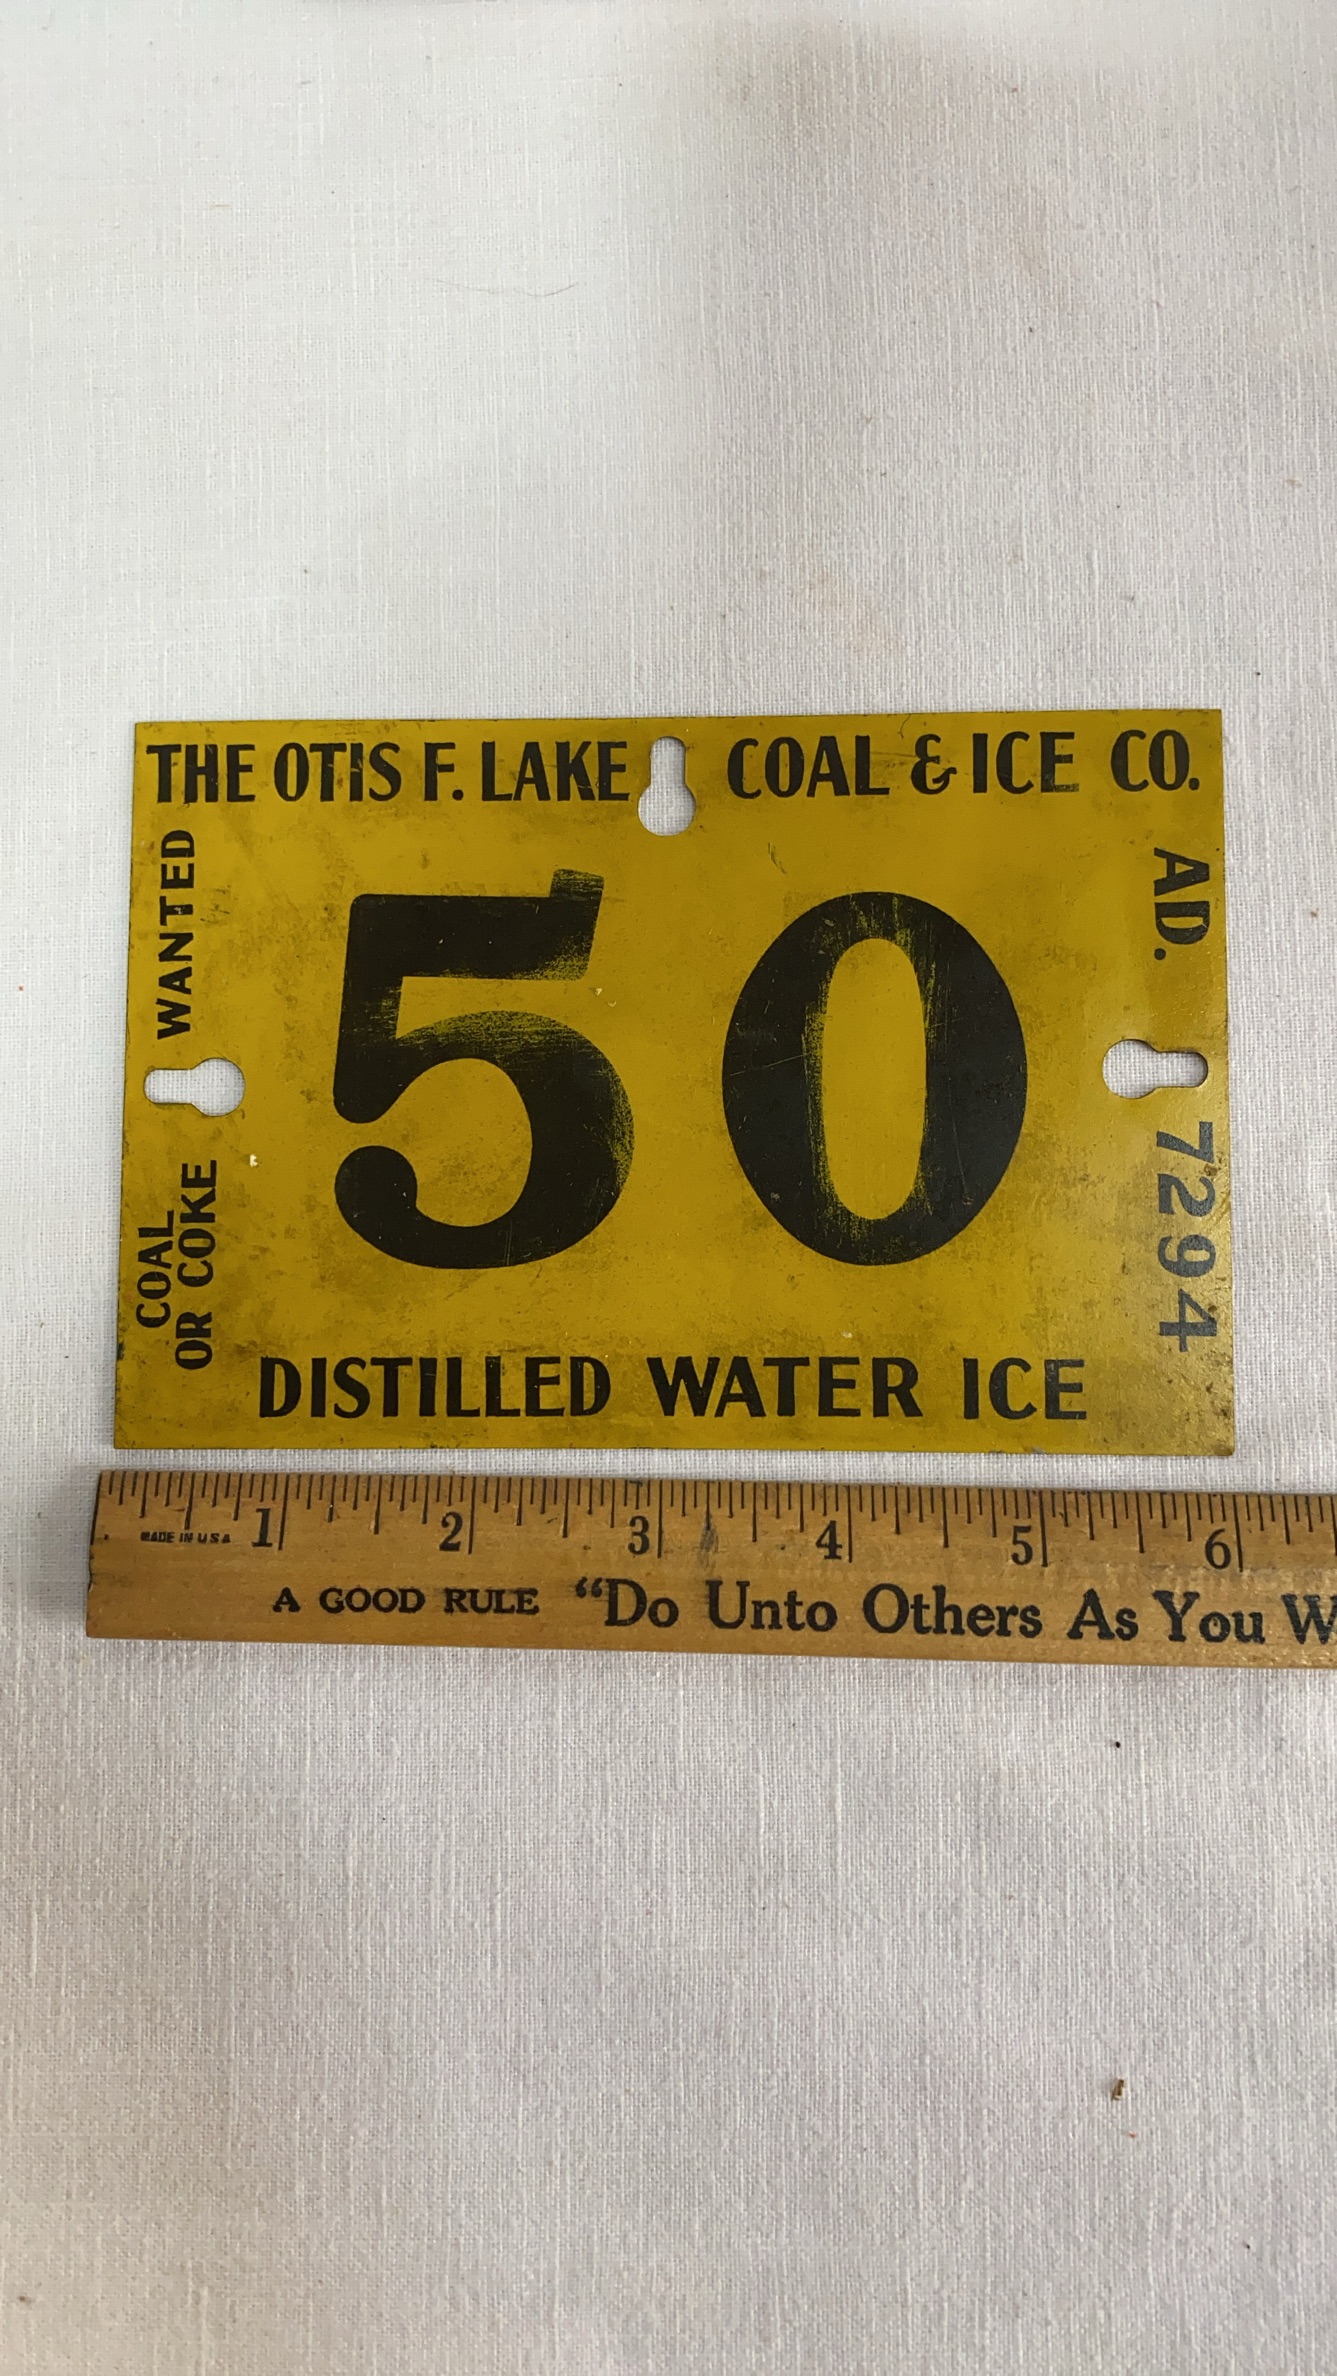 THE OTIS F. LAKE COAL & ICE CO.
COAL
OR COKE
WANTED
50
AD.
7294
DISTILLED WATER ICE
1 2 3 4 5 6
MADE IN U S A
A GOOD RULE "Do Unto Others As You W